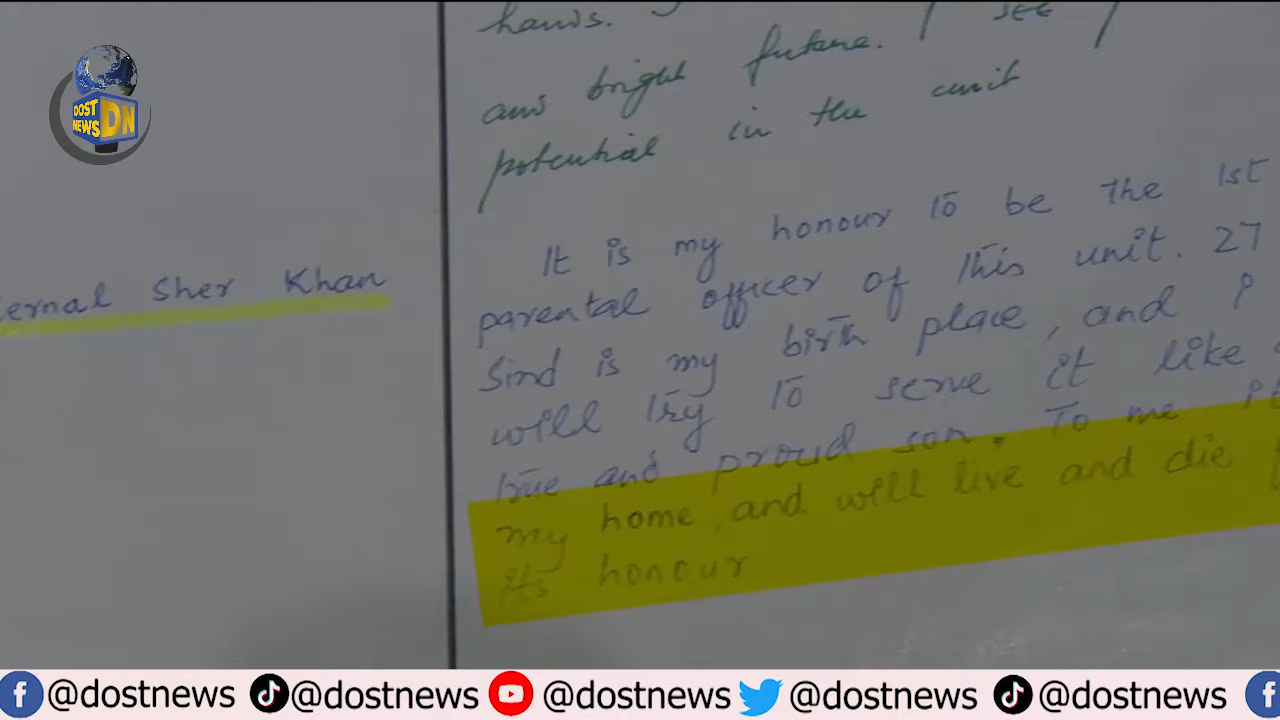 DOST
NEWS DN
hands.
see
and bright future.
potential in the unit
It is my honour to be the 1st
parental officer of this unit. 27
Sind is my birth place, and i
will try to serve it like
true and proud son. To me it
my home, and will live and die
its honour
ernal Sher Khan
@dostnews @dostnews @dostnews @dostnews @dostnews